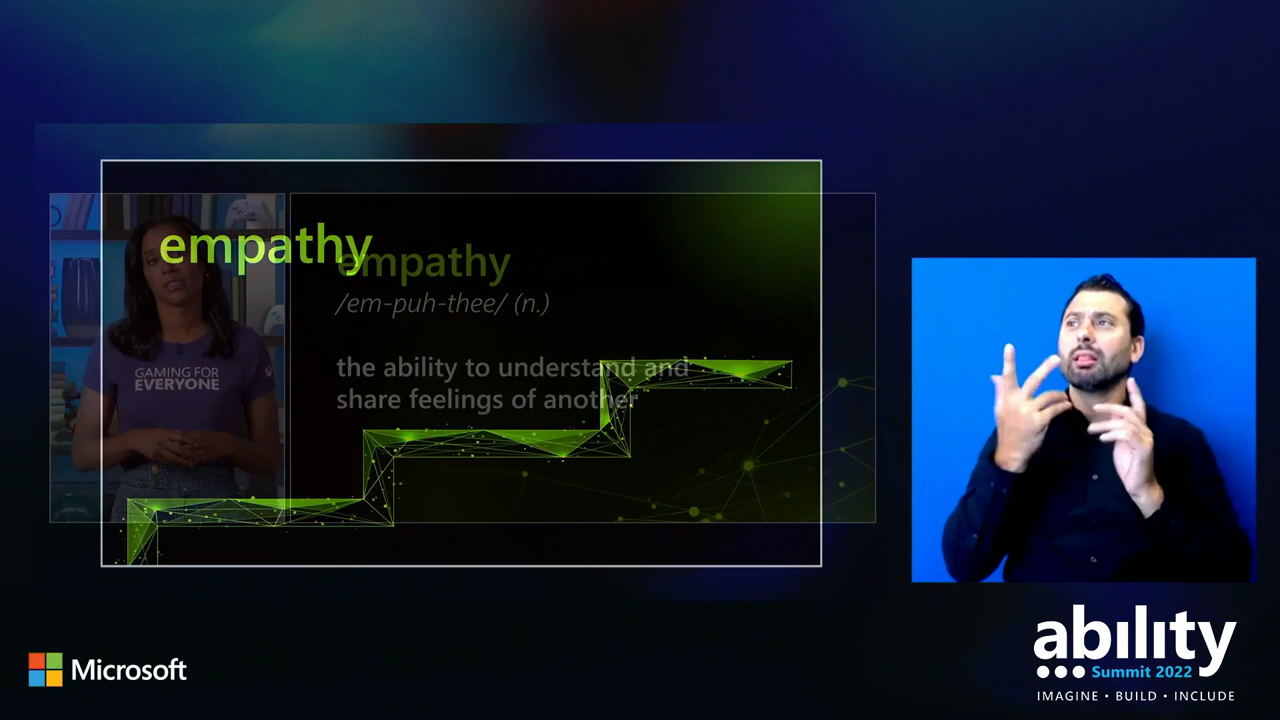 empathy
empathy
/em-puh-thee/ (n.)
the ability to understand and
share feelings of another
GAMING FOR
EVERYONE
Microsoft
ability
Summit 2022
IMAGINE • BUILD • INCLUDE